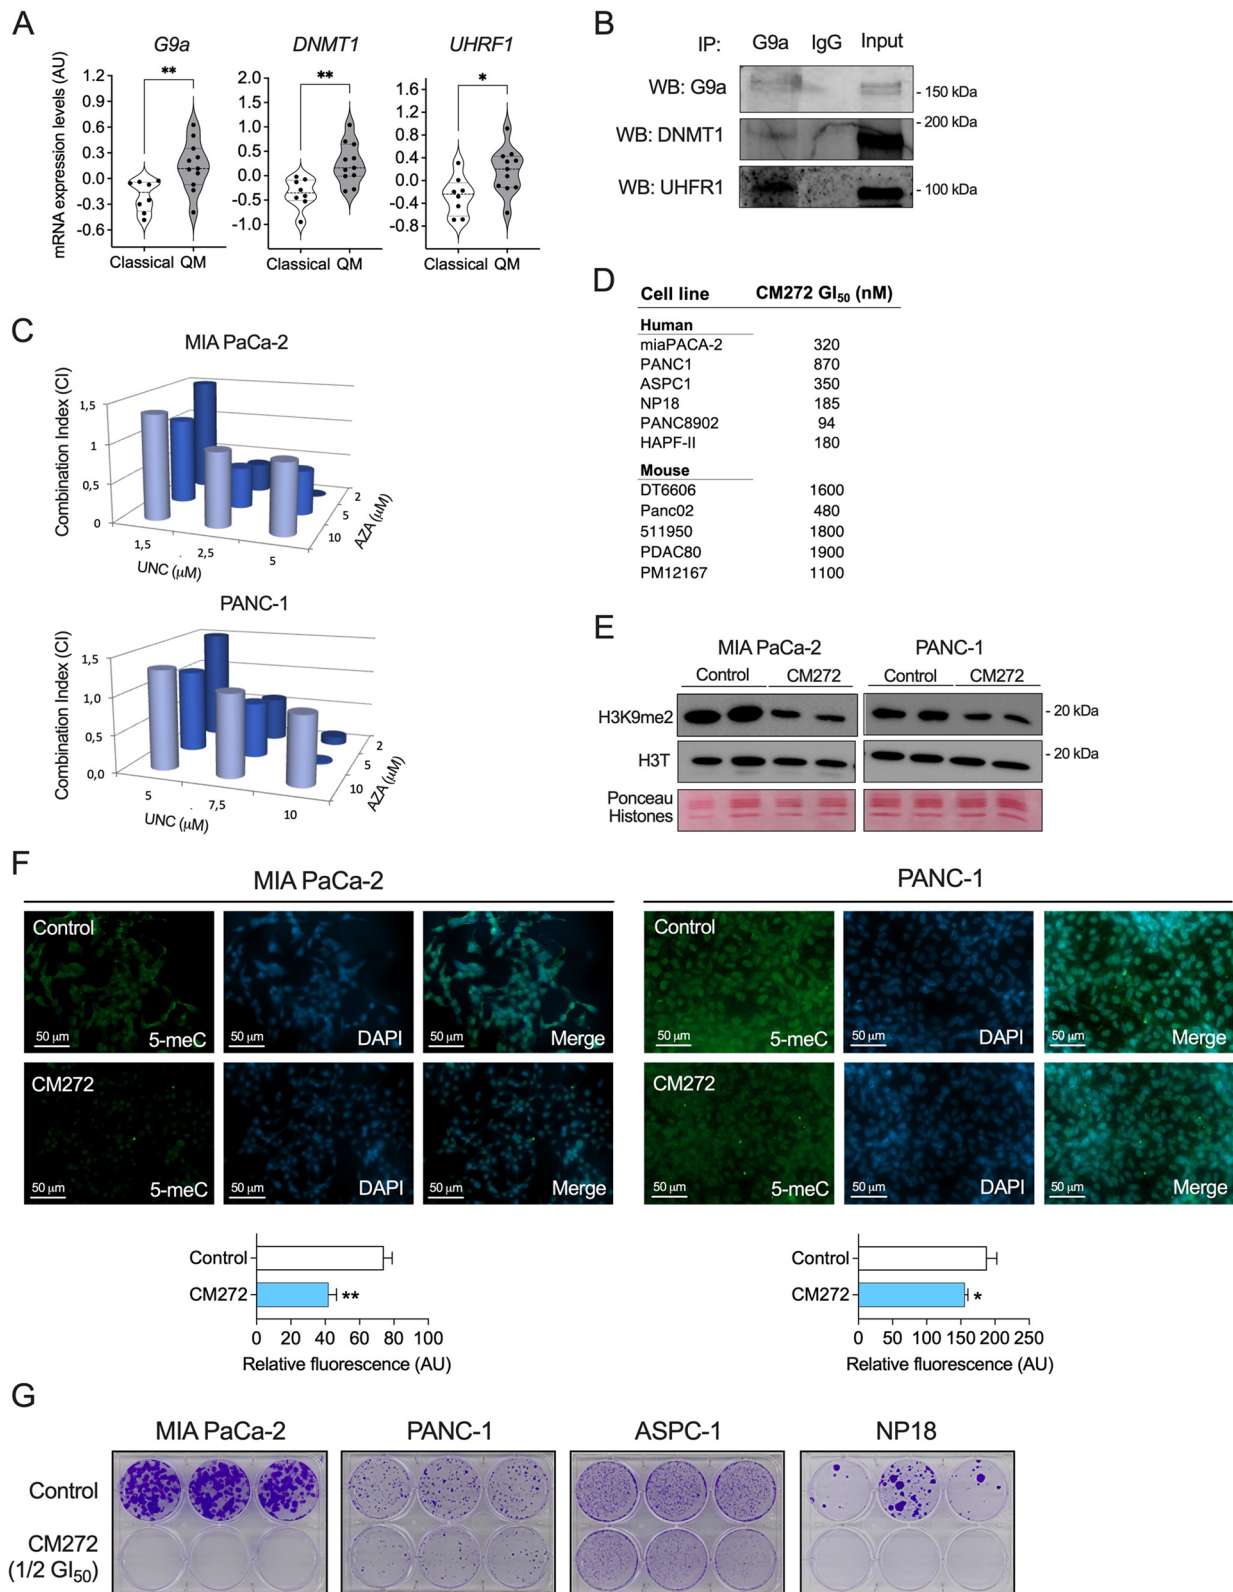 A
G9a
DNMT1
UHRF1
mRNA expression levels (AU)
1.2
0.9
0.6
0.3
0.0
-0.3
-0.6
**
Classical QM
2.0
1.5
1.0
0.5
0.0
-0.5
-1.0
**
Classical QM
1.6
1.2
0.8
0.4
0.0
-0.4
-0.8
*
Classical QM
B
IP: G9a IgG Input
WB: G9a
- 150 kDa
- 200 kDa
WB: DNMT1
WB: UHFR1
- 100 kDa
C
MIA PaCa-2
Combination Index (CI)
1,5
1
0,5
0
1,5
2,5
5
UNC (µM)
2
5
10
AZA (µM)
PANC-1
Combination Index (CI)
1,5
1,0
0,5
0,0
5
7,5
10
UNC (µM)
2
5
10
AZA (µM)
D
Cell line CM272 GI50 (nM)
Human
miaPACA-2 320
PANC1 870
ASPC1 350
NP18 185
PANC8902 94
HAPF-II 180
Mouse
DT6606 1600
Panc02 480
511950 1800
PDAC80 1900
PM12167 1100
E
MIA PaCa-2 PANC-1
Control CM272 Control CM272
H3K9me2
- 20 kDa
H3T
- 20 kDa
Ponceau
Histones
F
MIA PaCa-2
PANC-1
Control
50 µm
5-meC
50 µm
DAPI
50 µm
Merge
Control
50 µm
5-meC
50 µm
DAPI
50 µm
Merge
CM272
50 µm
5-meC
50 µm
DAPI
50 µm
Merge
CM272
50 µm
5-meC
50 µm
DAPI
50 µm
Merge
Control
CM272
**
0 20 40 60 80 100
Relative fluorescence (AU)
Control
CM272
*
0 50 100 150 200 250
Relative fluorescence (AU)
G
MIA PaCa-2 PANC-1 ASPC-1 NP18
Control
CM272
(1/2 GI50)